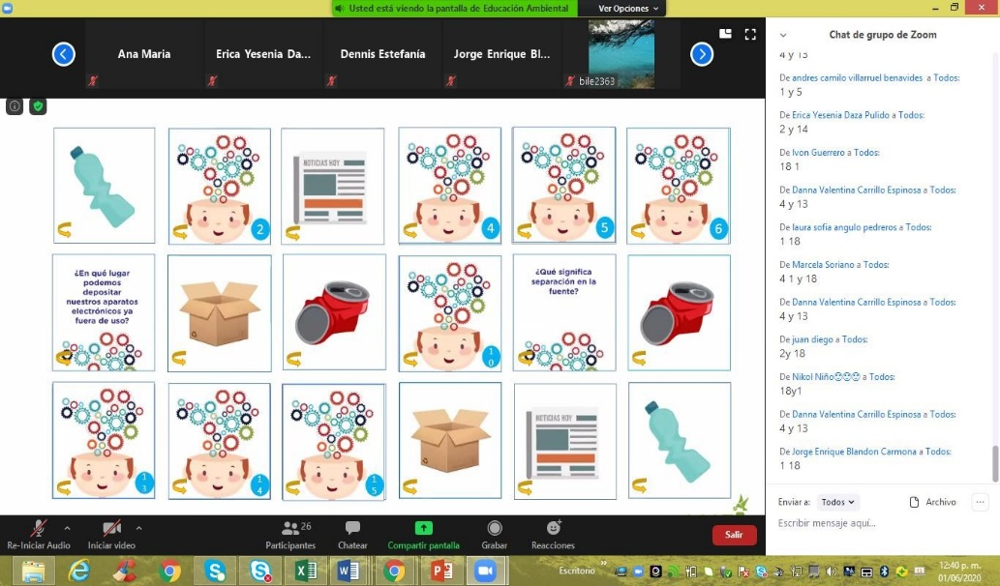 Usted está viendo la pantalla de Educación Ambiental
Ver Opciones
Ana Maria
Erica Yesenia Da...
Dennis Estefanía
Jorge Enrique Bl...
bile2363
2
NOTICIAS HOY
4
5
6
¿En qué lugar
podemos
depositar
nuestros aparatos
electrónicos ya
fuera de uso?
10
¿Qué significa
separación en la
fuente?
13
14
15
NOTICIAS HOY
Chat de grupo de Zoom
4 y 13
De andres camilo villarruel benavides a Todos:
1 y 5
De Erica Yesenia Daza Pulido a Todos:
2 y 14
De Ivon Guerrero a Todos:
18 1
De Danna Valentina Carrillo Espinosa a Todos:
4 y 13
De laura sofía angulo pedreros a Todos:
1 18
De Marcela Soriano a Todos:
4 1 y 18
De Danna Valentina Carrillo Espinosa a Todos:
4 y 13
De juan diego a Todos:
2y 18
De Nikol Niño a Todos:
18y1
De Danna Valentina Carrillo Espinosa a Todos:
4 y 13
De Jorge Enrique Blandon Carmona a Todos:
1 18
Enviar a: Todos
Archivo
Escribir mensaje aquí...
Re-Iniciar Audio
Iniciar video
26
Participantes
Chatear
Compartir pantalla
Grabar
Reacciones
Salir
Escritorio
12:40 p. m.
01/06/2020